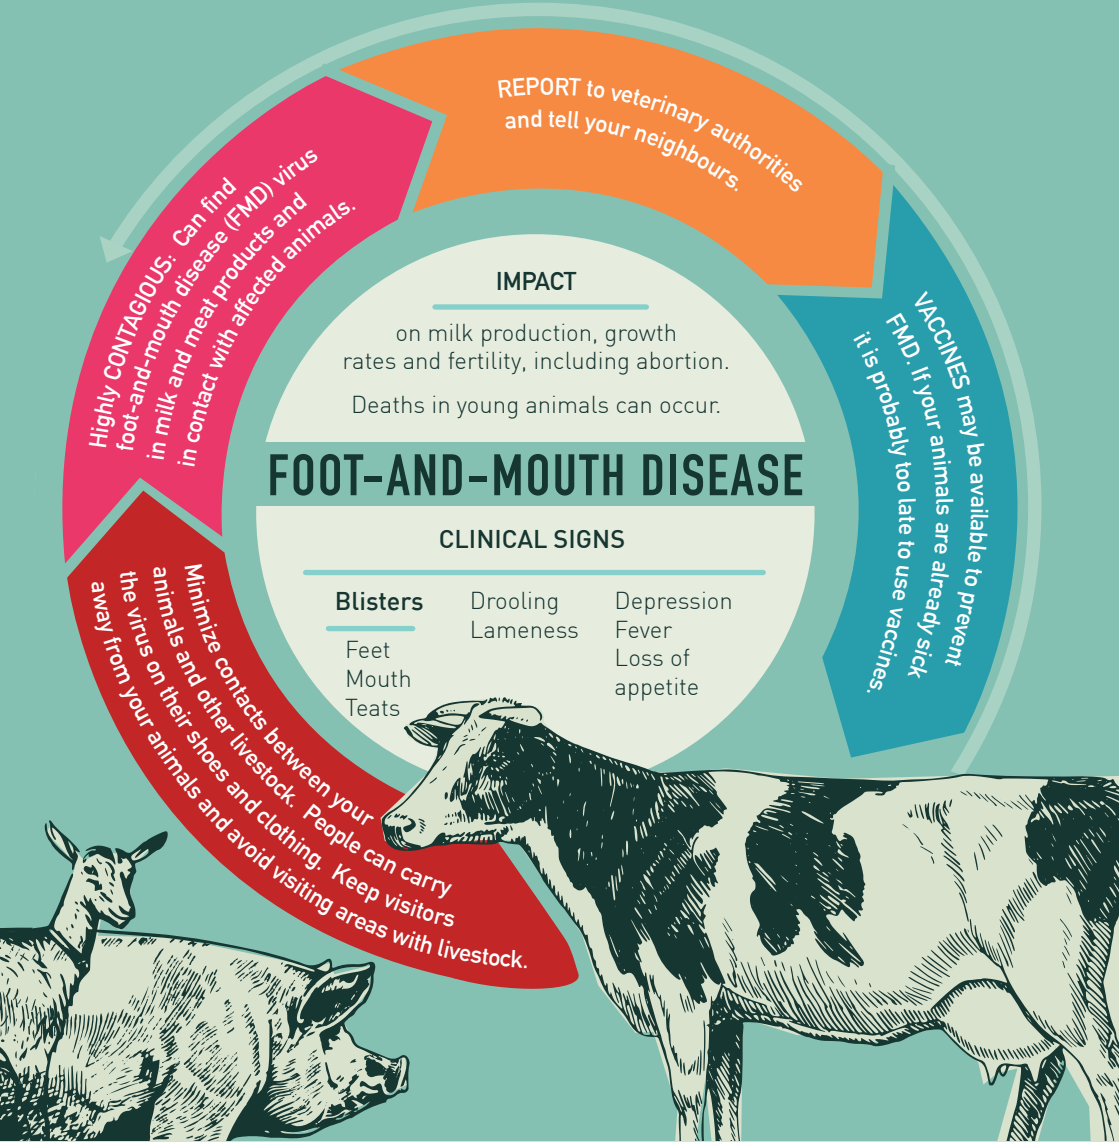 REPORT to veterinary authorities
and tell your neighbours.
VACCINES may be available to prevent
FMD. If your animals are already sick
it is probably too late to use vaccines.
Highly CONTAGIOUS: Can find
foot-and-mouth disease (FMD) virus
in milk and meat products and
in contact with affected animals.
Minimize contacts between your
animals and other livestock. People can carry
the virus on their shoes and clothing. Keep visitors
away from your animals and avoid visiting areas with livestock.
IMPACT
on milk production, growth
rates and fertility, including abortion.
Deaths in young animals can occur.
FOOT-AND-MOUTH DISEASE
CLINICAL SIGNS
Blisters
Feet
Mouth
Teats
Drooling
Lameness
Depression
Fever
Loss of
appetite